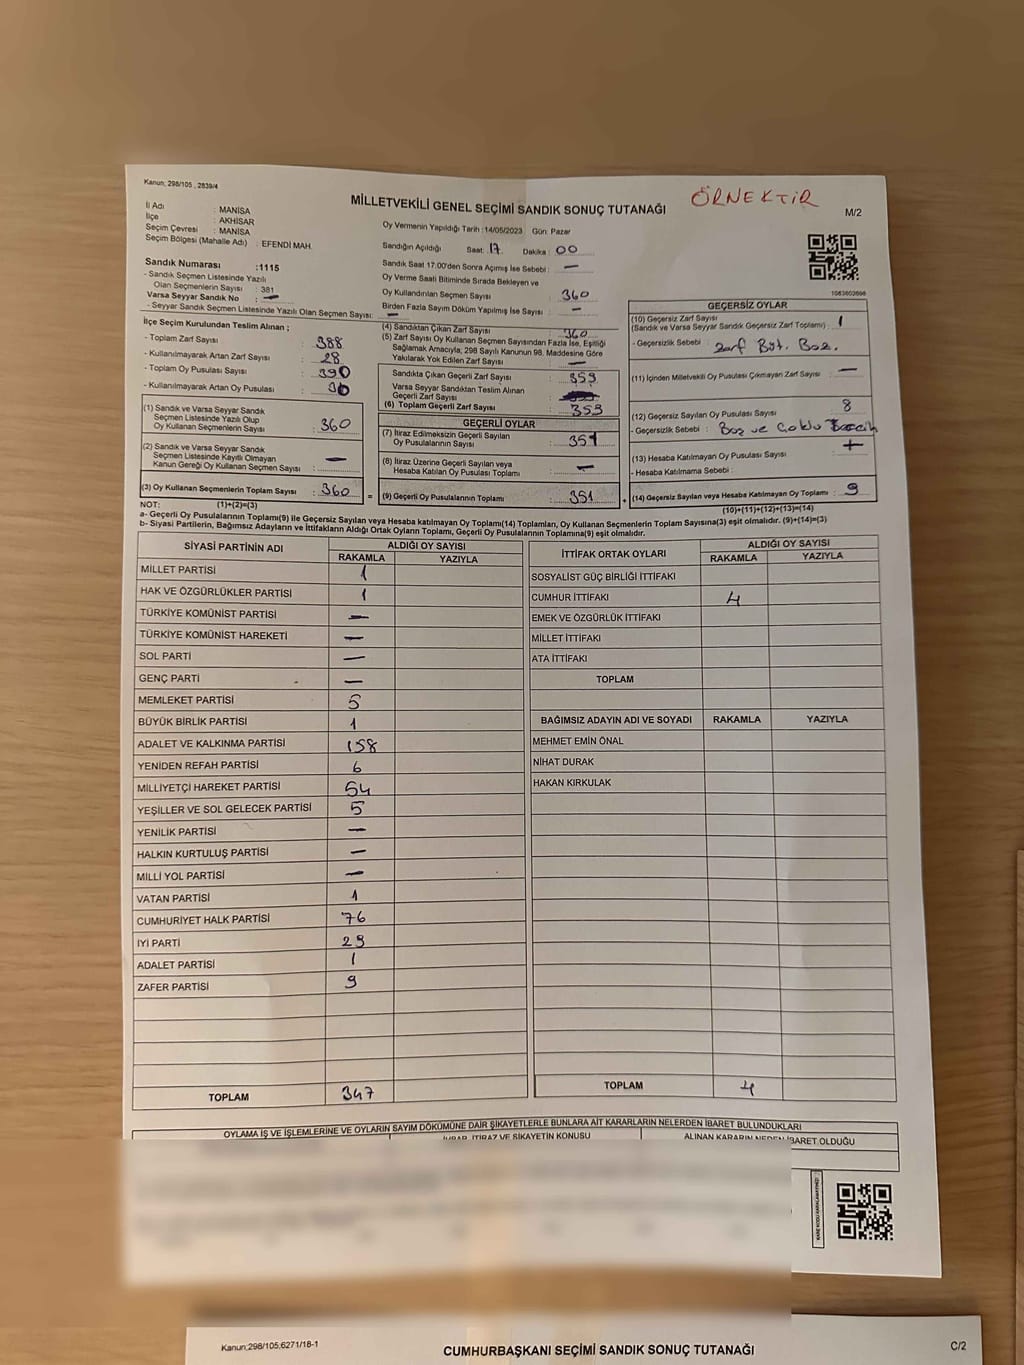 Kanun; 298/105, 2839/4
MİLLETVEKİLİ GENEL SEÇİMİ SANDIK SONUÇ TUTANAĞI
ÖRNEKTİR
M/2
İl Adı : MANİSA
İlçe : AKHİSAR
Seçim Çevresi : MANİSA
Seçim Bölgesi (Mahalle Adı) : EFENDİ MAH.
Sandık Numarası :1115
- Sandık Seçmen Listesinde Yazılı
Olan Seçmenlerin Sayısı : 381
Varsa Seyyar Sandık No : —
- Seyyar Sandık Seçmen Listesinde Yazılı Olan Seçmen Sayısı: —
Oy Vermenin Yapıldığı Tarih :14/05/2023 Gün: Pazar
Sandığın Açıldığı Saat: 17 Dakika : 00
Sandık Saat 17.00'den Sonra Açımış İse Sebebi : —
Oy Verme Saati Bitiminde Sırada Bekleyen ve
Oy Kullandırılan Seçmen Sayısı : 360
Birden Fazla Sayım Döküm Yapılmış İse Sayısı : —
İlçe Seçim Kurulundan Teslim Alınan ;
- Toplam Zarf Sayısı : 388
- Kullanılmayarak Artan Zarf Sayısı : 28
- Toplam Oy Pusulası Sayısı : 390
- Kullanılmayarak Artan Oy Pusulası : 30
(1) Sandık ve Varsa Seyyar Sandık
Seçmen Listesinde Yazılı Olup
Oy Kullanan Seçmenlerin Sayısı : 360
(2) Sandık ve Varsa Seyyar Sandık
Seçmen Listesinde Kayıtlı Olmayan
Kanun Gereği Oy Kullanan Seçmen Sayısı : —
(3) Oy Kullanan Seçmenlerin Toplam Sayısı : 360
(4) Sandıktan Çıkan Zarf Sayısı : 360
(5) Zarf Sayısı Oy Kullanan Seçmen Sayısından Fazla İse, Eşitliği
Sağlamak Amacıyla, 298 Sayılı Kanunun 98. Maddesine Göre
Yakılarak Yok Edilen Zarf Sayısı : —
Sandıkta Çıkan Geçerli Zarf Sayısı : 359
Varsa Seyyar Sandıktan Teslim Alınan
Geçerli Zarf Sayısı :
(6) Toplam Geçerli Zarf Sayısı : 359
GEÇERLİ OYLAR
(7) İtiraz Edilmeksizin Geçerli Sayılan
Oy Pusulalarının Sayısı : 351
(8) İtiraz Üzerine Geçerli Sayılan veya
Hesaba Katılan Oy Pusulası Toplamı : —
= (9) Geçerli Oy Pusulalarının Toplamı : 351
1063603698
GEÇERSİZ OYLAR
(10) Geçersiz Zarf Sayısı
(Sandık ve Varsa Seyyar Sandık Geçersiz Zarf Toplamı) : 1
- Geçersizlik Sebebi : Zarf Büt. Boz.
(11) İçinden Milletvekili Oy Pusulası Çıkmayan Zarf Sayısı : —
(12) Geçersiz Sayılan Oy Pusulası Sayısı : 8
- Geçersizlik Sebebi : Boş ve Çoklu Tercih
(13) Hesaba Katılmayan Oy Pusulası Sayısı :
- Hesaba Katılmama Sebebi :
+ (14) Geçersiz Sayılan veya Hesaba Katılmayan Oy Toplamı : 9
NOT: (1)+(2)=(3)
(10)+(11)+(12)+(13)=(14)
a- Geçerli Oy Pusulası Toplamı(9) ile Geçersiz Sayılan veya Hesaba katılmayan Oy Toplamı(14) Toplamları, Oy Kullanan Seçmenlerin Toplam Sayısına(3) eşit olmalıdır. (9)+(14)=(3)
b- Siyasi Partilerin, Bağımsız Adayların ve İttifakların Aldığı Ortak Oyların Toplamı, Geçerli Oy Pusulalarının Toplamına(9) eşit olmalıdır.
SİYASİ PARTİNİN ADI ALDIĞI OY SAYISI
RAKAMLA YAZIYLA
MİLLET PARTİSİ 1
HAK VE ÖZGÜRLÜKLER PARTİSİ 1
TÜRKİYE KOMÜNİST PARTİSİ —
TÜRKİYE KOMÜNİST HAREKETİ —
SOL PARTİ —
GENÇ PARTİ —
MEMLEKET PARTİSİ 5
BÜYÜK BİRLİK PARTİSİ 1
ADALET VE KALKINMA PARTİSİ 158
YENİDEN REFAH PARTİSİ 6
MİLLİYETÇİ HAREKET PARTİSİ 54
YEŞİLLER VE SOL GELECEK PARTİSİ 5
YENİLİK PARTİSİ —
HALKIN KURTULUŞ PARTİSİ —
MİLLİ YOL PARTİSİ —
VATAN PARTİSİ 1
CUMHURİYET HALK PARTİSİ 76
İYİ PARTİ 29
ADALET PARTİSİ 1
ZAFER PARTİSİ 9
TOPLAM 347
İTTİFAK ORTAK OYLARI ALDIĞI OY SAYISI
RAKAMLA YAZIYLA
SOSYALİST GÜÇ BİRLİĞİ İTTİFAKI
CUMHUR İTTİFAKI 4
EMEK VE ÖZGÜRLÜK İTTİFAKI
MİLLET İTTİFAKI
ATA İTTİFAKI
TOPLAM
BAĞIMSIZ ADAYIN ADI VE SOYADI RAKAMLA YAZIYLA
MEHMET EMİN ÖNAL
NİHAT DURAK
HAKAN KIRKULAK
TOPLAM 4
OYLAMA İŞ VE İŞLEMLERİNE VE OYLARIN SAYIM DÖKÜMÜNE DAİR ŞİKAYETLERLE BUNLARA AİT KARARLARIN NELERDEN İBARET BULUNDUKLARI
İHBAR, İTİRAZ VE ŞİKAYETİN KONUSU ALINAN KARARIN NEDEN İBARET OLDUĞU
Kanun;298/105;6271/18-1
CUMHURBAŞKANI SEÇİMİ SANDIK SONUÇ TUTANAĞI
C/2